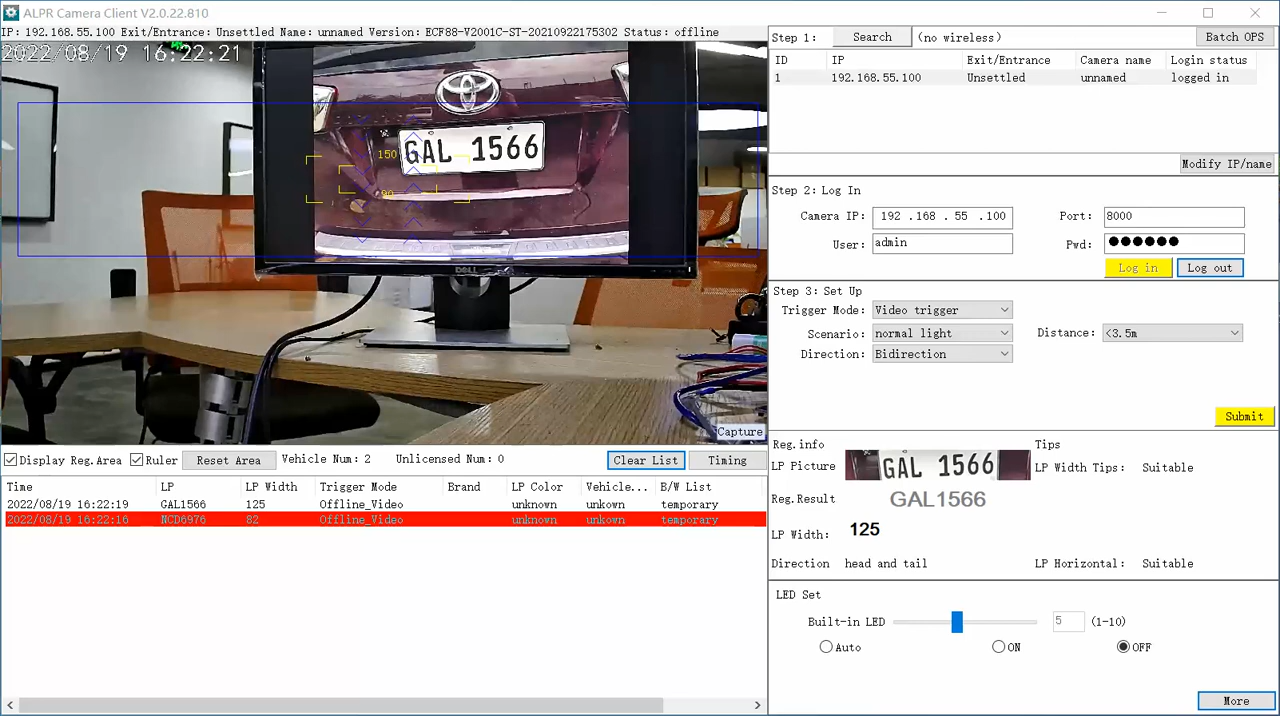 ALPR Camera Client V2.0.22.810
IP: 192.168.55.100 Exit/Entrance: Unsettled Name: unnamed Version: ECF88-V2001C-ST-20210922175302 Status: offline
2022/08/19 16:22:21
GAL 1566
150
90
DELL
Capture
Display Reg.Area Ruler Reset Area Vehicle Num: 2 Unlicensed Num: 0 Clear List Timing
Time LP LP Width Trigger Mode Brand LP Color Vehicle... B/W List
2022/08/19 16:22:19 GAL1566 125 Offline_Video unknown unkown temporary
2022/08/19 16:22:16 NCD6976 82 Offline_Video unknown unkown temporary
Step 1: Search (no wireless) Batch OPS
ID IP Exit/Entrance Camera name Login status
1 192.168.55.100 Unsettled unnamed logged in
Modify IP/name
Step 2: Log In
Camera IP: 192 .168 . 55 .100 Port: 8000
User: admin Pwd: ●●●●●●
Log in Log out
Step 3: Set Up
Trigger Mode: Video trigger
Scenario: normal light Distance: <3.5m
Direction: Bidirection
Submit
Reg.info Tips
LP Picture GAL 1566 LP Width Tips: Suitable
Reg.Result GAL1566
LP Width: 125
Direction head and tail LP Horizontal: Suitable
LED Set
Built-in LED 5 (1-10)
Auto ON OFF
More